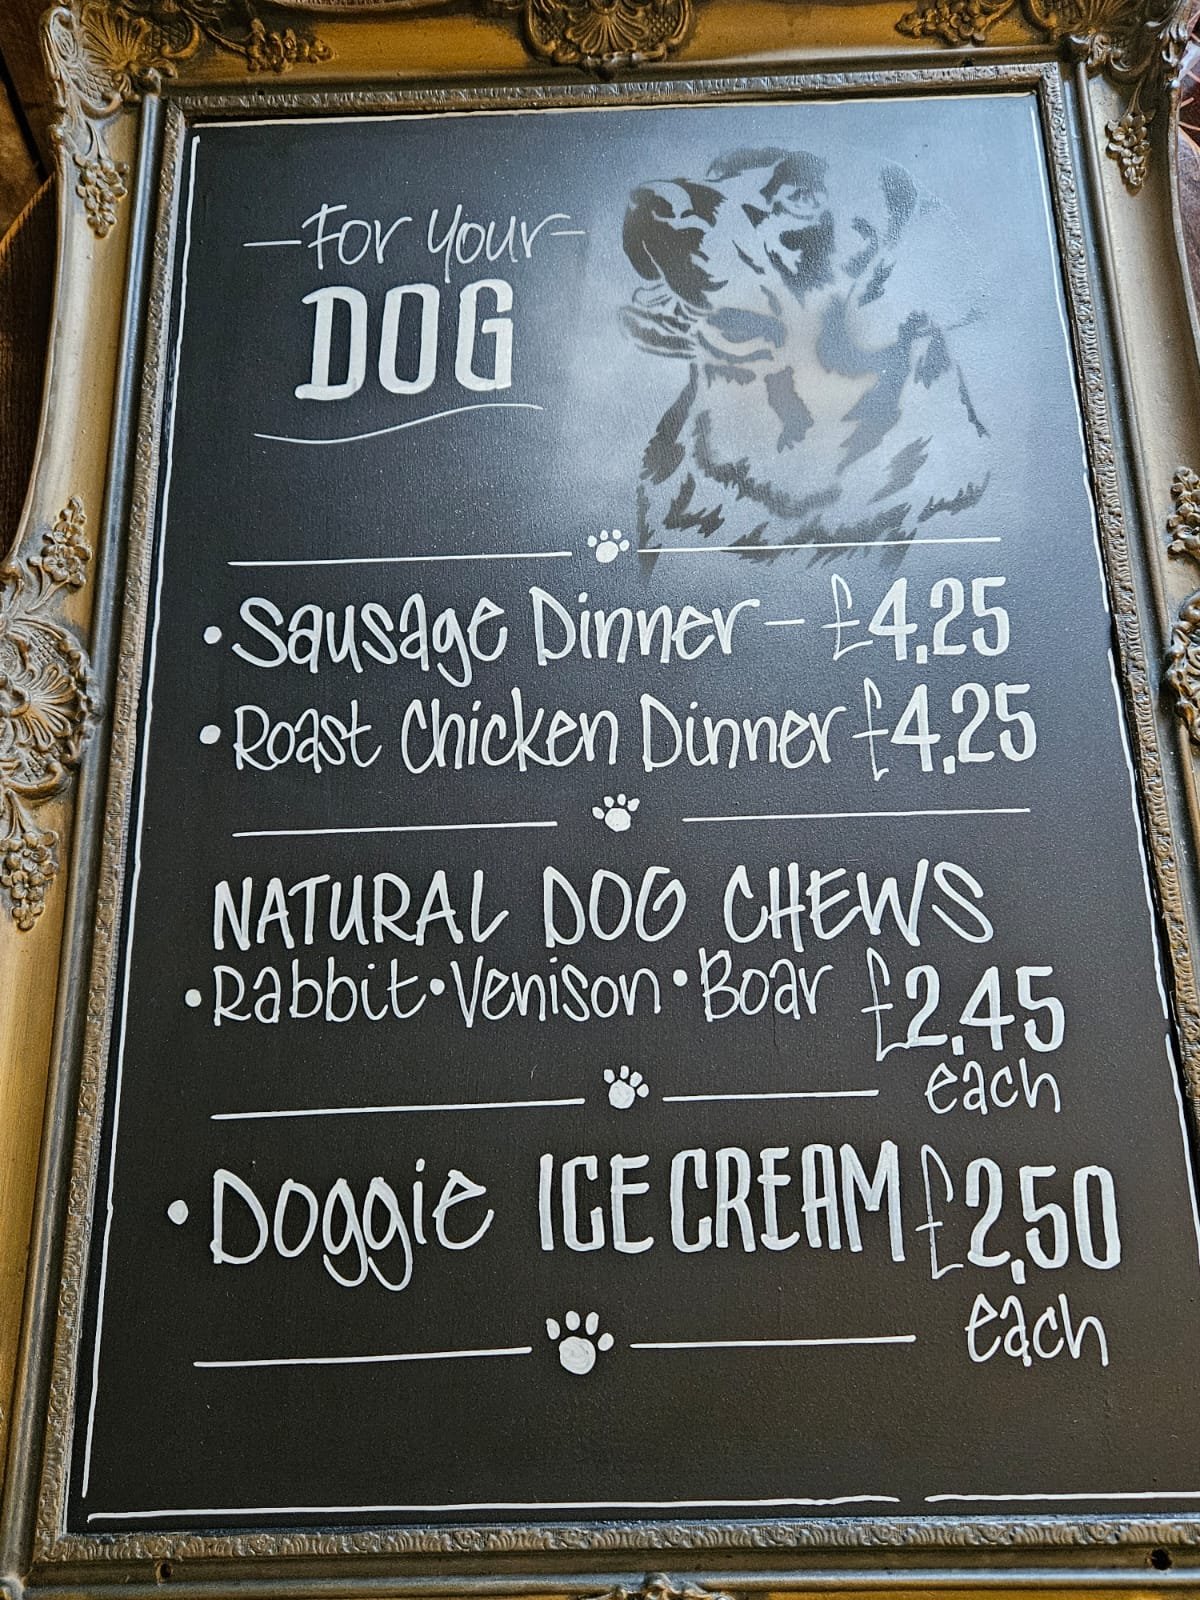 - For Your -
DOG
• Sausage Dinner - £4.25
• Roast Chicken Dinner £4.25
NATURAL DOG CHEWS
• Rabbit • Venison • Boar £2.45
each
• Doggie ICE CREAM £2.50
each